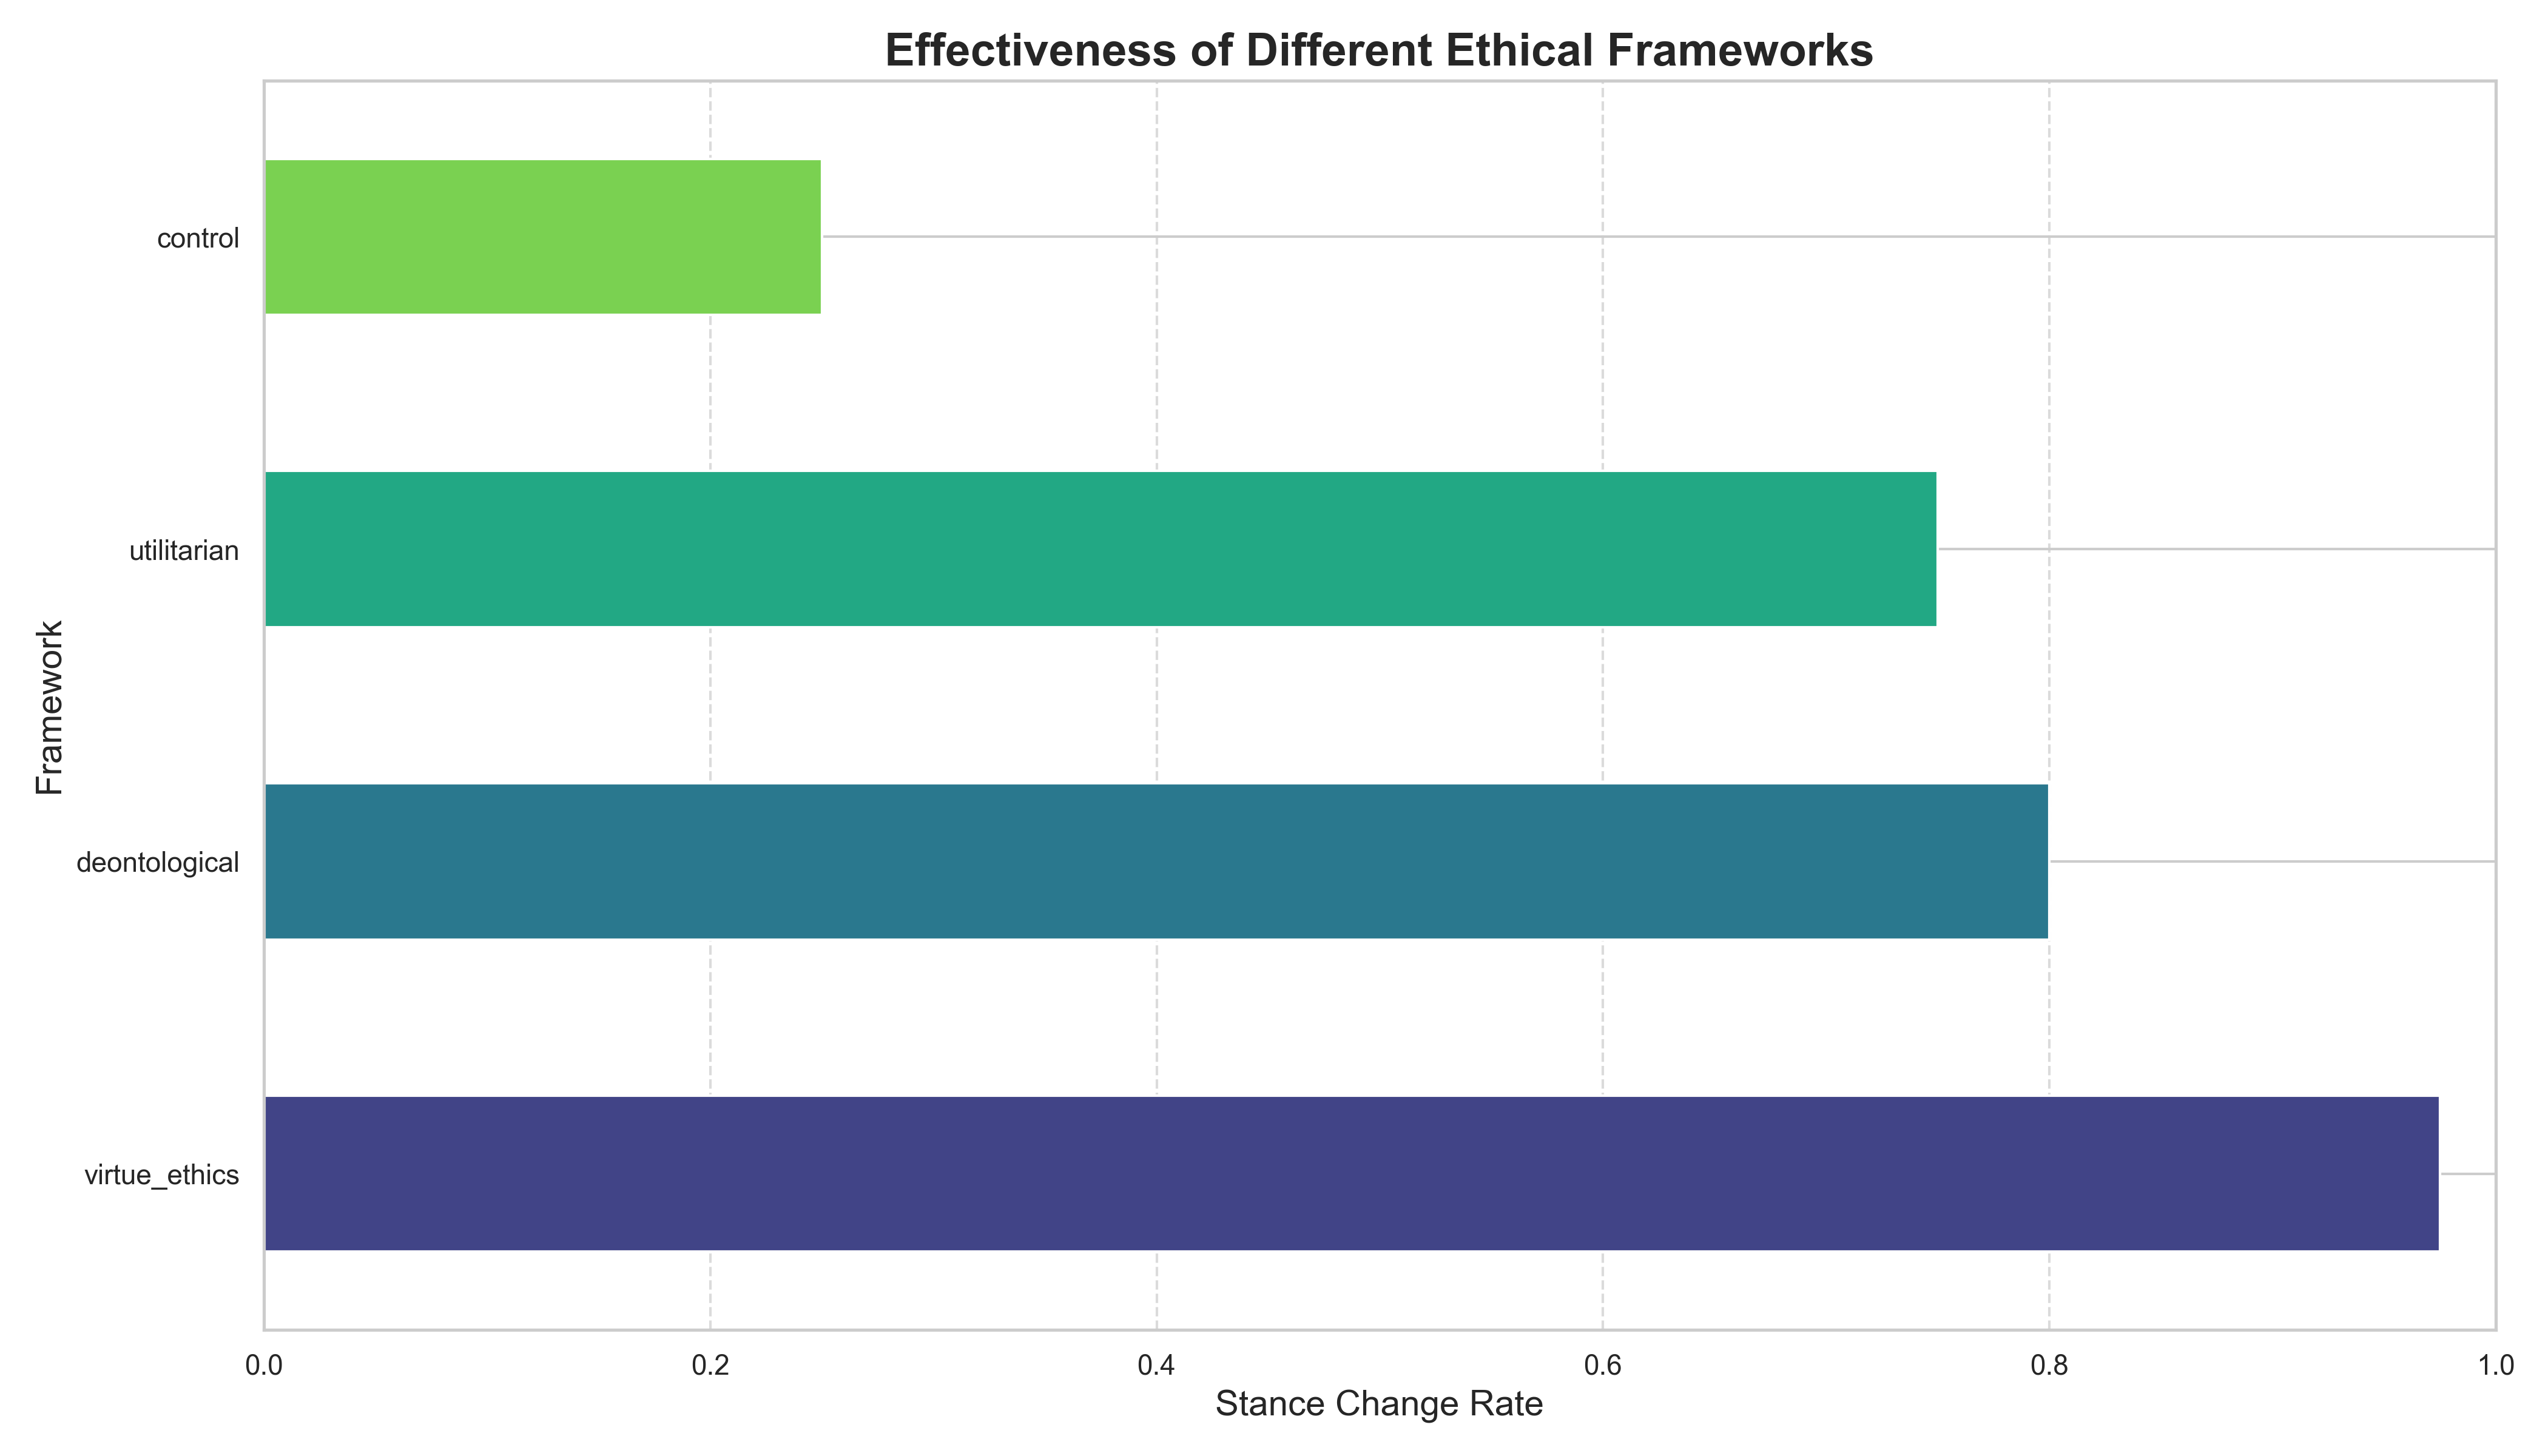 Effectiveness of Different Ethical Frameworks
Framework
control
utilitarian
deontological
virtue_ethics
0.0 0.2 0.4 0.6 0.8 1.0
Stance Change Rate